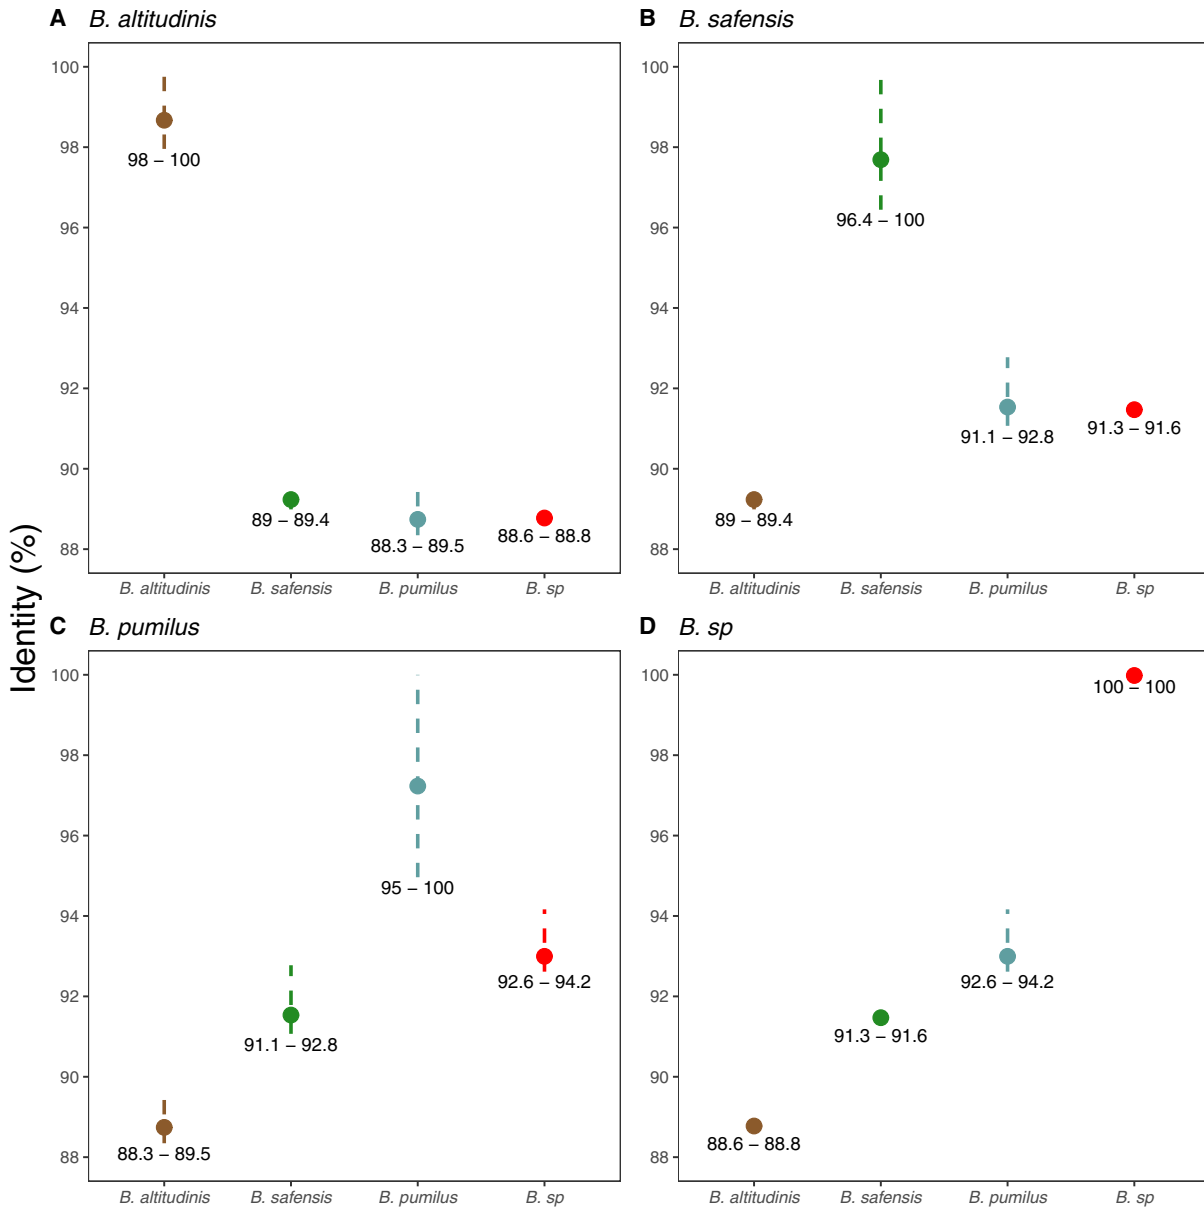 A B. altitudinis
100
98
96
94
92
90
88
98 – 100
89 – 89.4
88.3 – 89.5
88.6 – 88.8
B. altitudinis B. safensis B. pumilus B. sp
B B. safensis
100
98
96
94
92
90
88
96.4 – 100
91.1 – 92.8
91.3 – 91.6
89 – 89.4
B. altitudinis B. safensis B. pumilus B. sp
Identity (%)
C B. pumilus
100
98
96
94
92
90
88
95 – 100
92.6 – 94.2
91.1 – 92.8
88.3 – 89.5
B. altitudinis B. safensis B. pumilus B. sp
D B. sp
100
98
96
94
92
90
88
100 – 100
92.6 – 94.2
91.3 – 91.6
88.6 – 88.8
B. altitudinis B. safensis B. pumilus B. sp